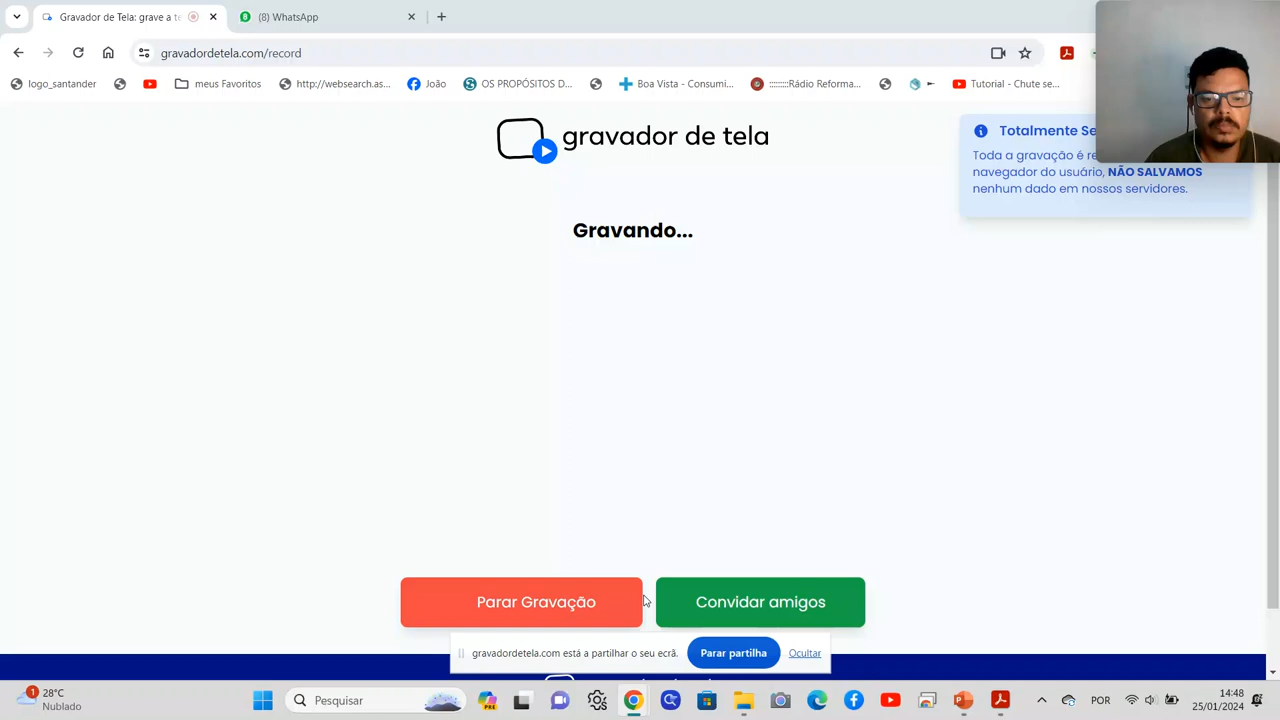 Gravador de Tela: grave a t
(8) WhatsApp
gravadordetela.com/record
logo_santander
meus Favoritos
http://websearch.as...
João
OS PROPÓSITOS D...
Boa Vista - Consumi...
::::::::Rádio Reforma...
Tutorial - Chute se...
gravador de tela
Totalmente Se
Toda a gravação é re
navegador do usuário, NÃO SALVAMOS
nenhum dado em nossos servidores.
Gravando...
Parar Gravação
Convidar amigos
gravadordetela.com está a partilhar o seu ecrã.
Parar partilha
Ocultar
1
28°C
Nublado
Pesquisar
POR
14:48
25/01/2024